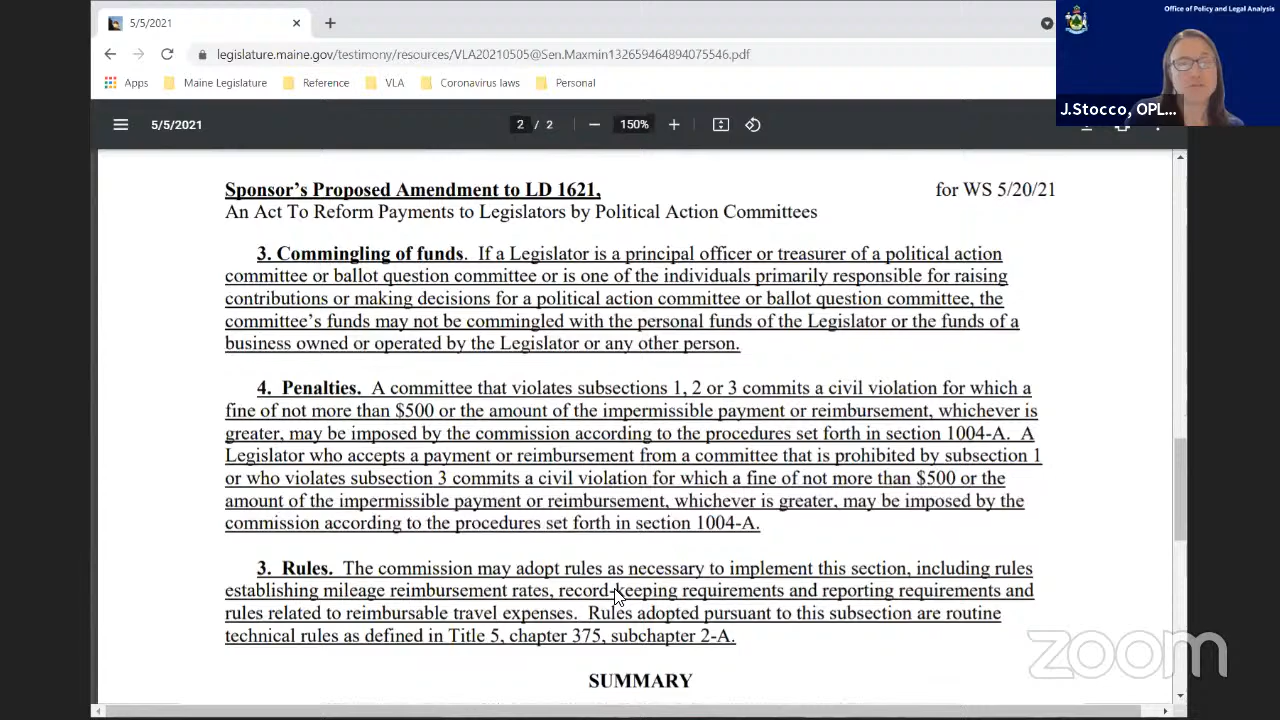 5/5/2021
Office of Policy and Legal Analysis
legislature.maine.gov/testimony/resources/VLA20210505@Sen.Maxmin132659464894075546.pdf
Apps Maine Legislature Reference VLA Coronavirus laws Personal
J.Stocco, OPL...
5/5/2021 2 / 2 150%
Sponsor's Proposed Amendment to LD 1621, for WS 5/20/21
An Act To Reform Payments to Legislators by Political Action Committees
3. Commingling of funds. If a Legislator is a principal officer or treasurer of a political action
committee or ballot question committee or is one of the individuals primarily responsible for raising
contributions or making decisions for a political action committee or ballot question committee, the
committee's funds may not be commingled with the personal funds of the Legislator or the funds of a
business owned or operated by the Legislator or any other person.
4. Penalties. A committee that violates subsections 1, 2 or 3 commits a civil violation for which a
fine of not more than $500 or the amount of the impermissible payment or reimbursement, whichever is
greater, may be imposed by the commission according to the procedures set forth in section 1004-A. A
Legislator who accepts a payment or reimbursement from a committee that is prohibited by subsection 1
or who violates subsection 3 commits a civil violation for which a fine of not more than $500 or the
amount of the impermissible payment or reimbursement, whichever is greater, may be imposed by the
commission according to the procedures set forth in section 1004-A.
3. Rules. The commission may adopt rules as necessary to implement this section, including rules
establishing mileage reimbursement rates, record-keeping requirements and reporting requirements and
rules related to reimbursable travel expenses. Rules adopted pursuant to this subsection are routine
technical rules as defined in Title 5, chapter 375, subchapter 2-A.
zoom
SUMMARY